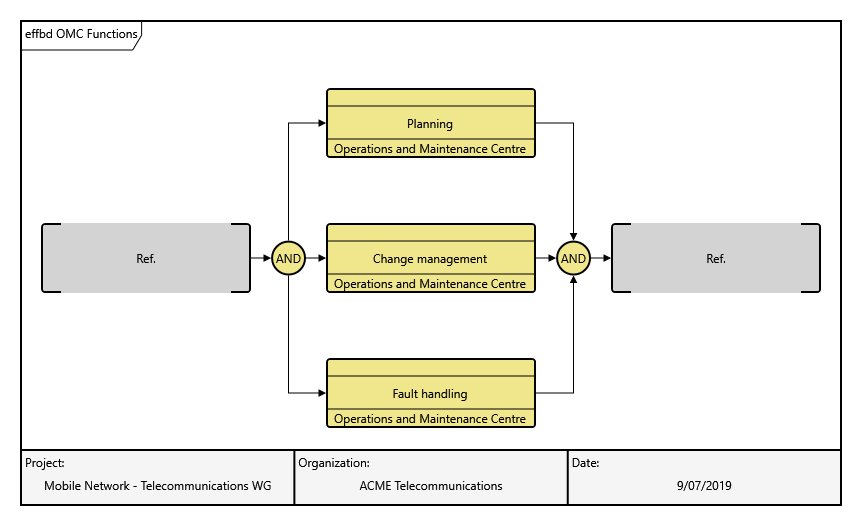 effbd OMC Functions
Planning
Operations and Maintenance Centre
Ref.
AND
Change management
Operations and Maintenance Centre
AND
Ref.
Fault handling
Operations and Maintenance Centre
Project:
Mobile Network - Telecommunications WG
Organization:
ACME Telecommunications
Date:
9/07/2019